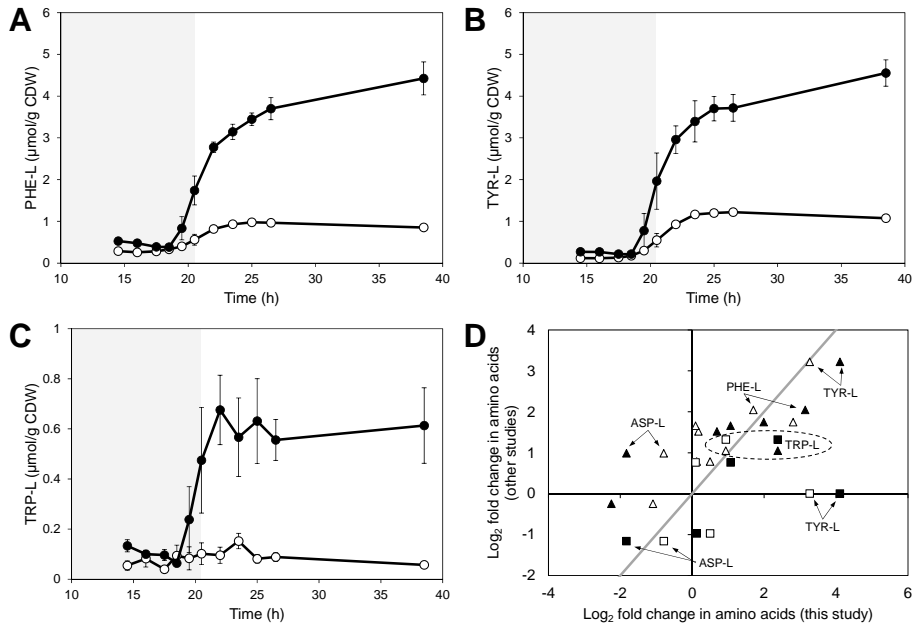 A
6
5
4
3
2
1
0
PHE-L (µmol/g CDW)
10 15 20 25 30 35 40
Time (h)
B
6
5
4
3
2
1
0
TYR-L (µmol/g CDW)
10 15 20 25 30 35 40
Time (h)
C
1
0.8
0.6
0.4
0.2
0
TRP-L (µmol/g CDW)
10 15 20 25 30 35 40
Time (h)
D
4
3
2
1
0
-1
-2
Log2 fold change in amino acids
(other studies)
PHE-L
TYR-L
ASP-L
TRP-L
TYR-L
ASP-L
-4 -2 0 2 4 6
Log2 fold change in amino acids (this study)